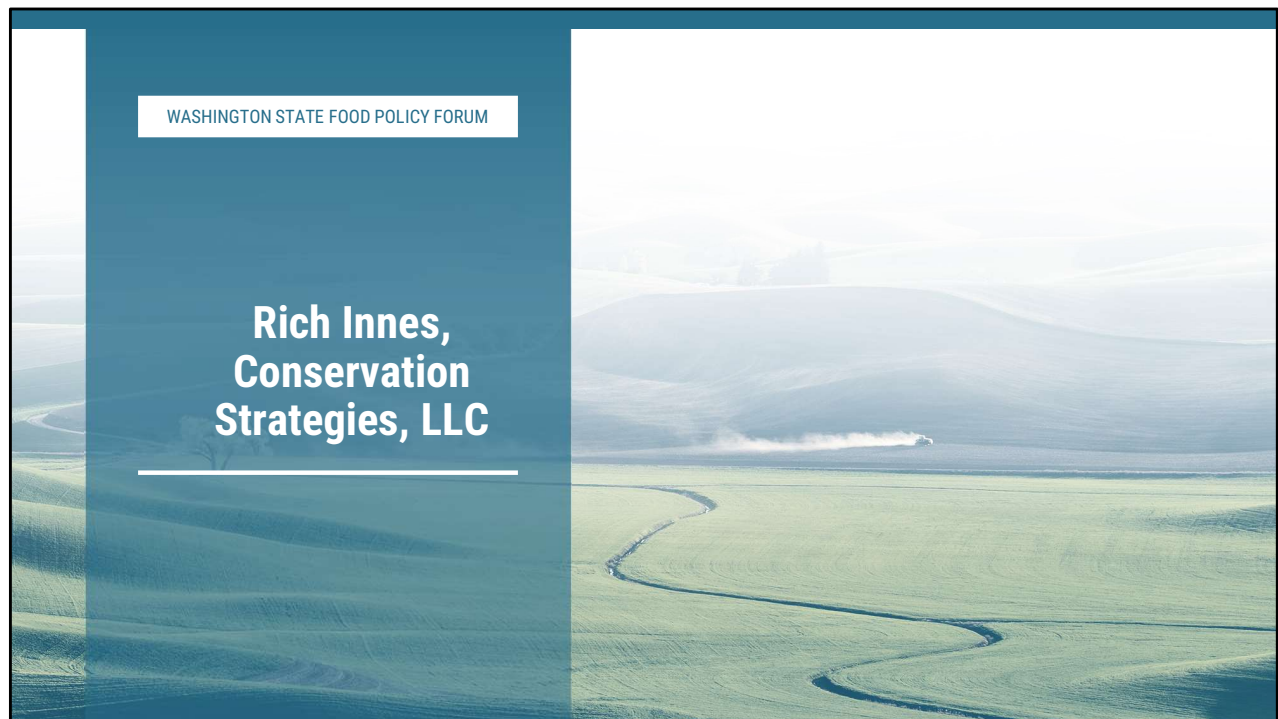 WASHINGTON STATE FOOD POLICY FORUM
Rich Innes,
Conservation
Strategies, LLC